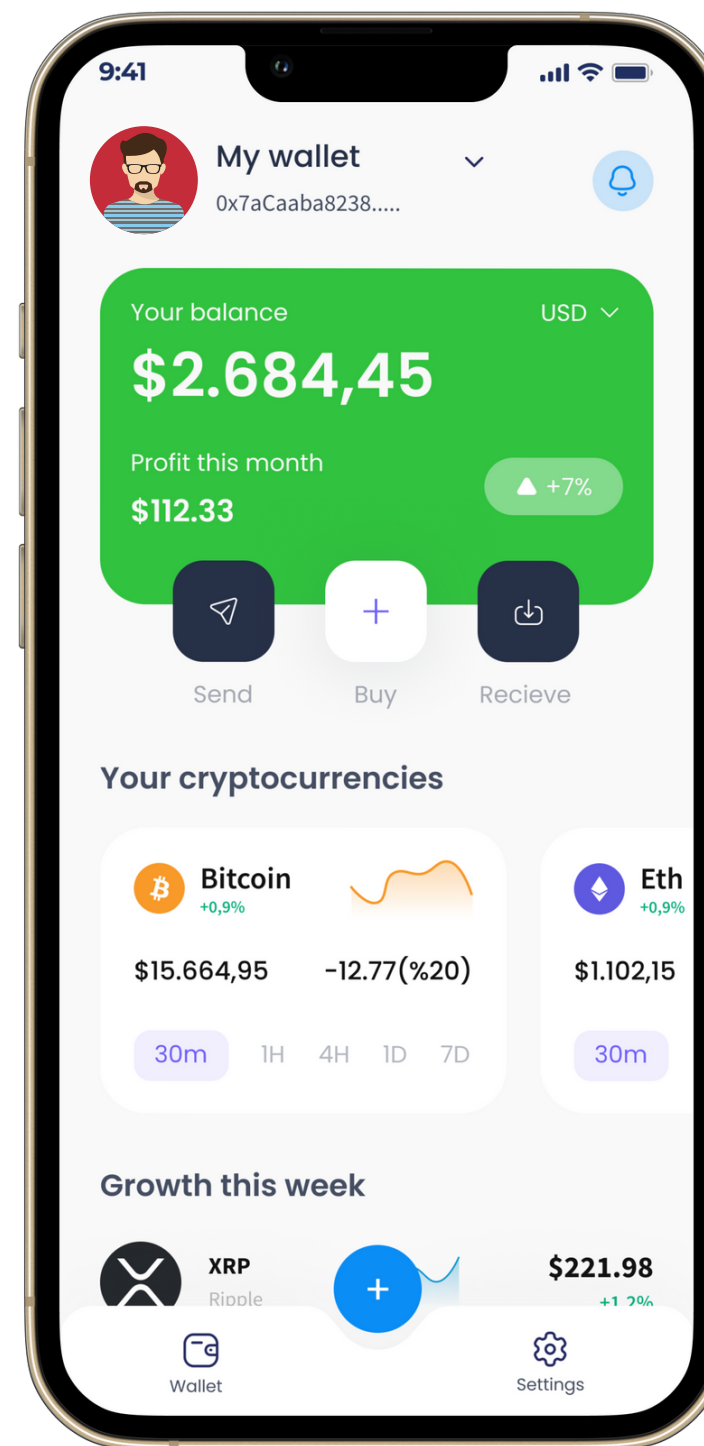 9:41
My wallet
0x7aCaaba8238.....
Your balance
USD
$2.684,45
Profit this month
$112.33
+7%
Send
Buy
Recieve
Your cryptocurrencies
Bitcoin
+0,9%
$15.664,95
-12.77(%20)
30m 1H 4H 1D 7D
Eth
+0,9%
$1.102,15
30m
Growth this week
XRP
Ripple
$221.98
+1,2%
Wallet
Settings